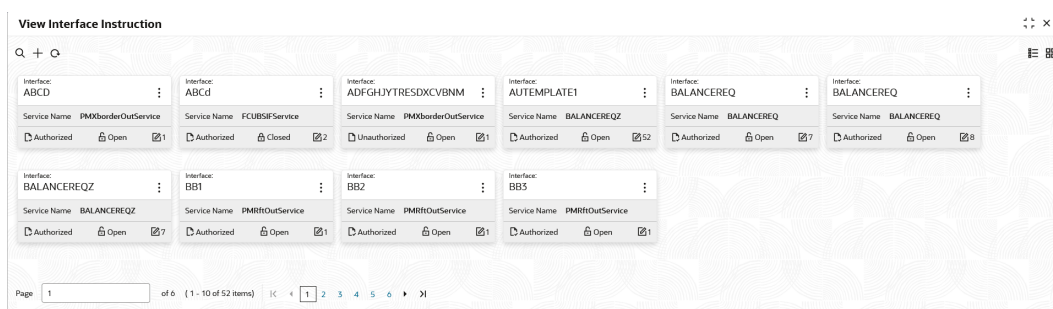 View Interface Instruction
Interface: Interface: Interface: Interface: Interface: Interface:
ABCD ABCd ADFGHJYTRESDXCVBNM AUTEMPLATE1 BALANCEREQ BALANCEREQ
Service Name PMXborderOutService Service Name FCUBSIFService Service Name PMXborderOutService Service Name BALANCEREQZ Service Name BALANCEREQ Service Name BALANCEREQ
Authorized Open 1 Authorized Closed 2 Unauthorized Open 1 Authorized Open 52 Authorized Open 7 Authorized Open 8
Interface: Interface: Interface: Interface:
BALANCEREQZ BB1 BB2 BB3
Service Name BALANCEREQZ Service Name PMRftOutService Service Name PMRftOutService Service Name PMRftOutService
Authorized Open 7 Authorized Open 1 Authorized Open 1 Authorized Open 1
Page 1 of 6 ( 1 - 10 of 52 items) 1 2 3 4 5 6